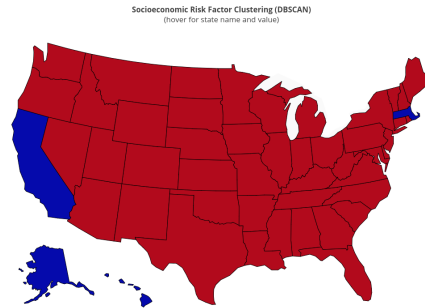 Socioeconomic Risk Factor Clustering (DBSCAN)
(hover for state name and value)